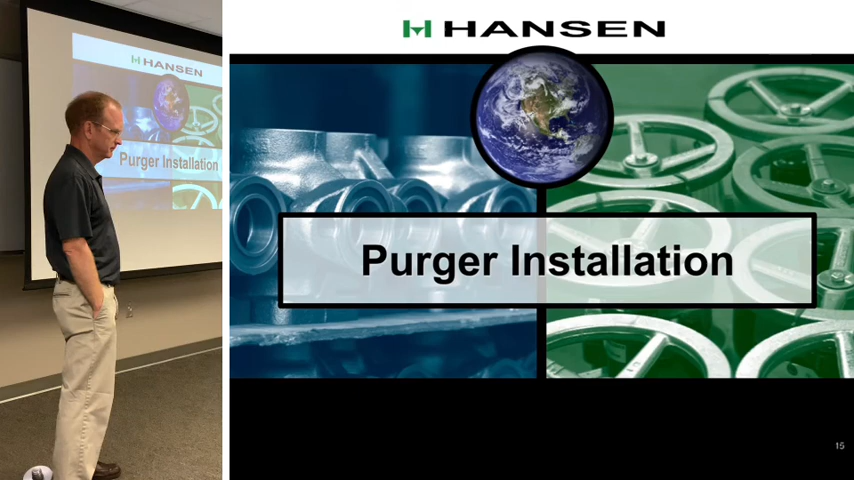 HANSEN
Purger Installation
HANSEN
Purger Installation
15